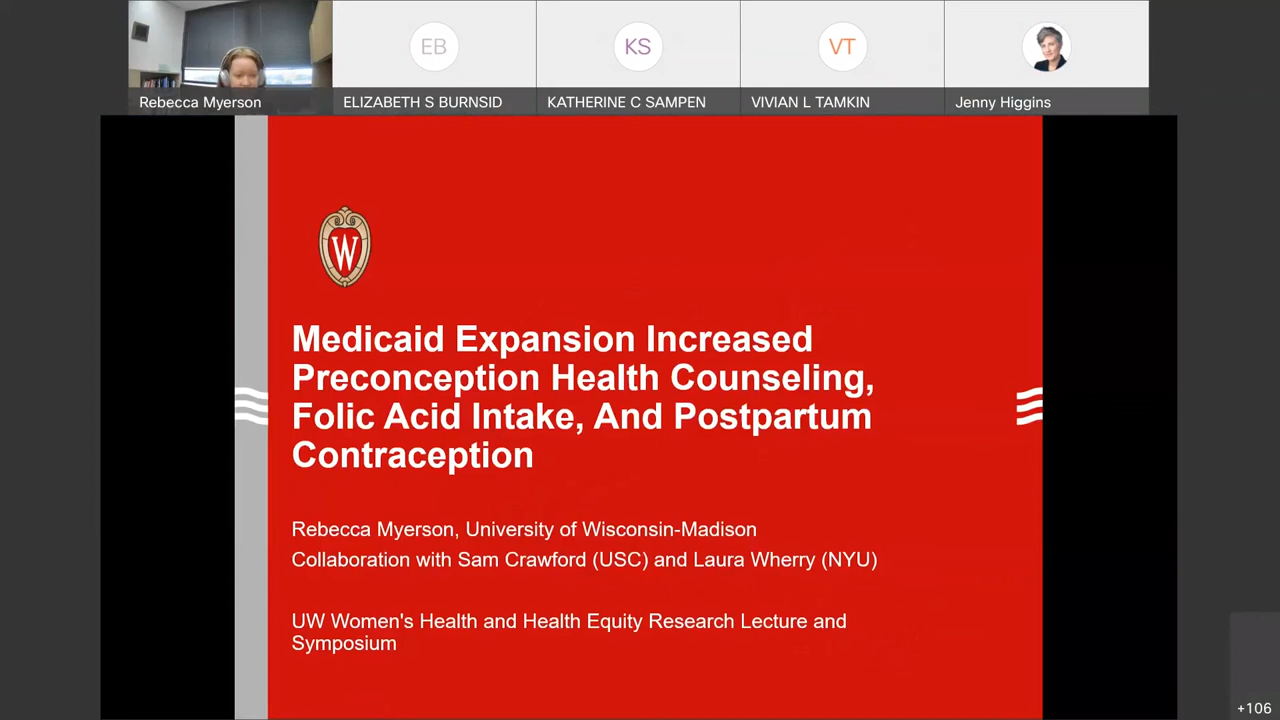 EB
KS
VT
Rebecca Myerson
ELIZABETH S BURNSID
KATHERINE C SAMPEN
VIVIAN L TAMKIN
Jenny Higgins
W
Medicaid Expansion Increased
Preconception Health Counseling,
Folic Acid Intake, And Postpartum
Contraception
Rebecca Myerson, University of Wisconsin-Madison
Collaboration with Sam Crawford (USC) and Laura Wherry (NYU)
UW Women's Health and Health Equity Research Lecture and
Symposium
+106